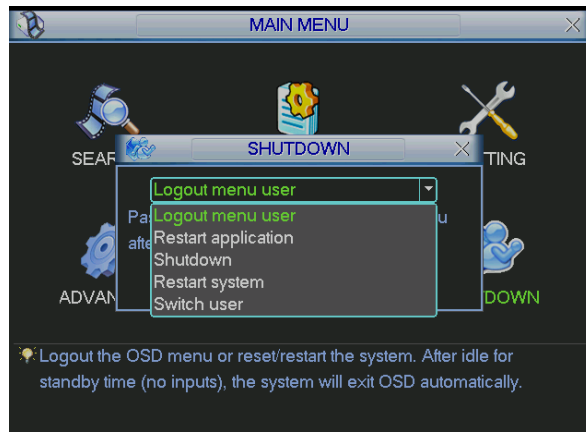 MAIN MENU
SEAR
TING
SHUTDOWN
Logout menu user
Pa
u
Logout menu user
afte
Restart application
Shutdown
Restart system
Switch user
ADVAN
DOWN
Logout the OSD menu or reset/restart the system. After idle for
standby time (no inputs), the system will exit OSD automatically.